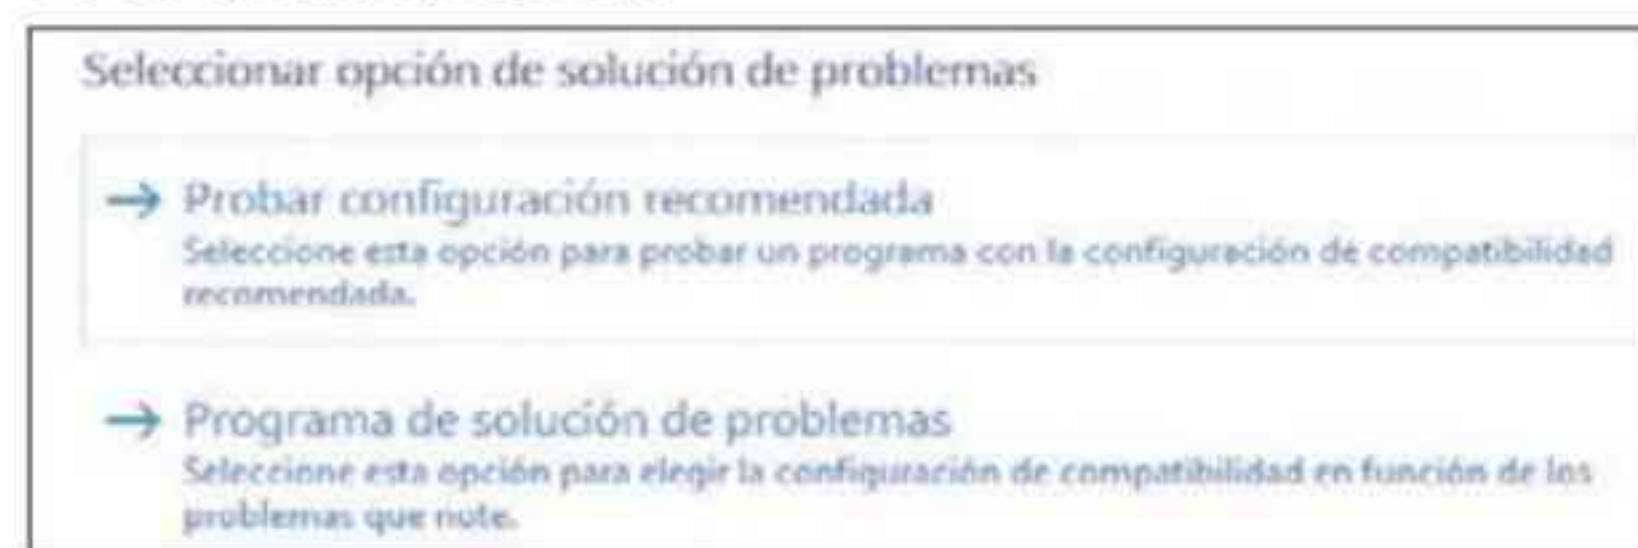 Seleccionar opción de solución de problemas
Probar configuración recomendada
Seleccione esta opción para probar un programa con la configuración de compatibilidad
recomendada.
Programa de solución de problemas
Seleccione esta opción para elegir la configuración de compatibilidad en función de los
problemas que note.